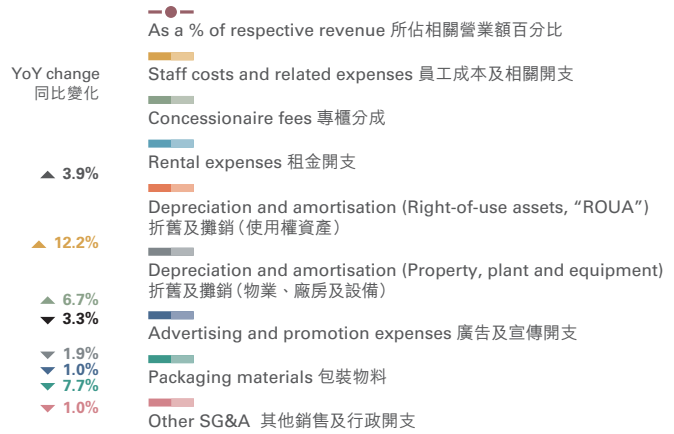 As a % of respective revenue 所佔相關營業額百分比
YoY change
同比變化
Staff costs and related expenses 員工成本及相關開支
Concessionaire fees 專櫃分成
Rental expenses 租金開支
▲ 3.9%
Depreciation and amortisation (Right-of-use assets, “ROUA”)
折舊及攤銷（使用權資產）
▲ 12.2%
Depreciation and amortisation (Property, plant and equipment)
折舊及攤銷（物業、廠房及設備）
▲ 6.7%
▼ 3.3%
Advertising and promotion expenses 廣告及宣傳開支
▼ 1.9%
▼ 1.0%
▼ 7.7%
Packaging materials 包裝物料
▼ 1.0%
Other SG&A 其他銷售及行政開支